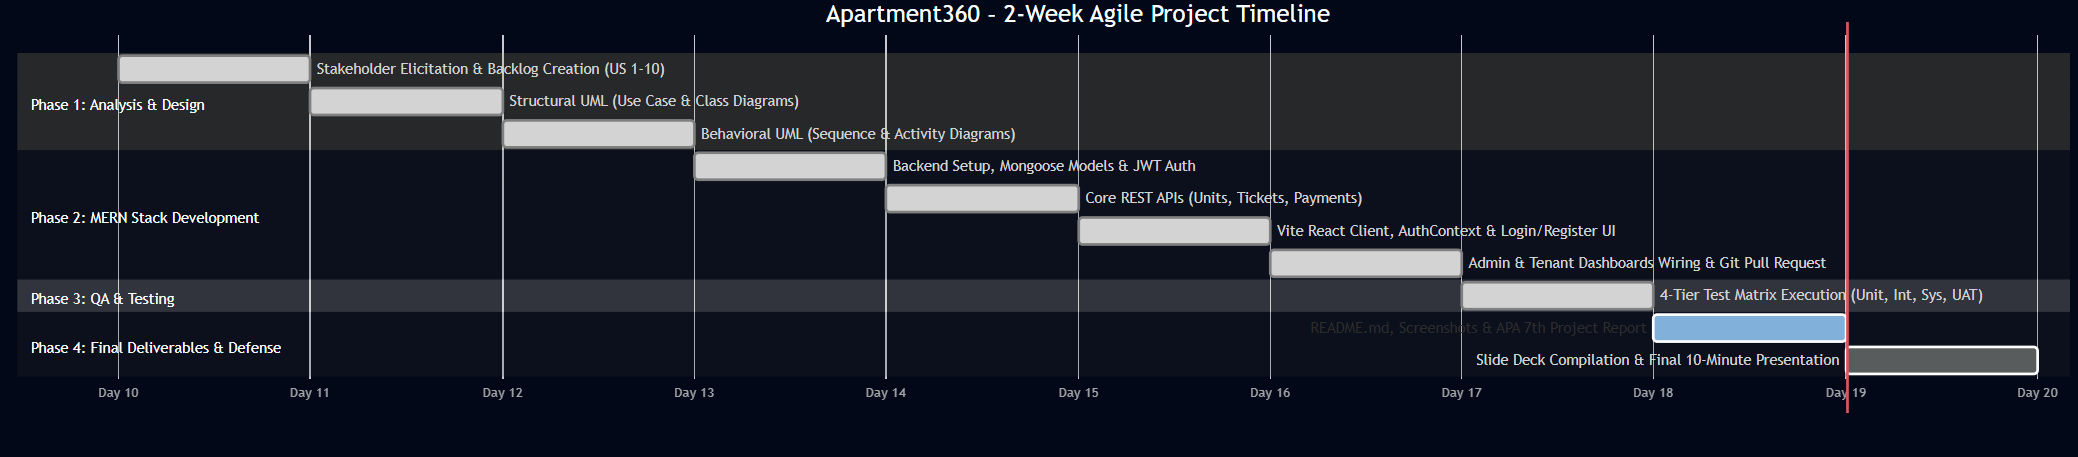 Apartment360 – 2-Week Agile Project Timeline
Stakeholder Elicitation & Backlog Creation (US 1-10)
Phase 1: Analysis & Design
Structural UML (Use Case & Class Diagrams)
Behavioral UML (Sequence & Activity Diagrams)
Backend Setup, Mongoose Models & JWT Auth
Core REST APIs (Units, Tickets, Payments)
Phase 2: MERN Stack Development
Vite React Client, AuthContext & Login/Register UI
Admin & Tenant Dashboards Wiring & Git Pull Request
Phase 3: QA & Testing
4-Tier Test Matrix Execution (Unit, Int, Sys, UAT)
README.md, Screenshots & APA 7th Project Report
Phase 4: Final Deliverables & Defense
Slide Deck Compilation & Final 10-Minute Presentation
Day 10 Day 11 Day 12 Day 13 Day 14 Day 15 Day 16 Day 17 Day 18 Day 19 Day 20